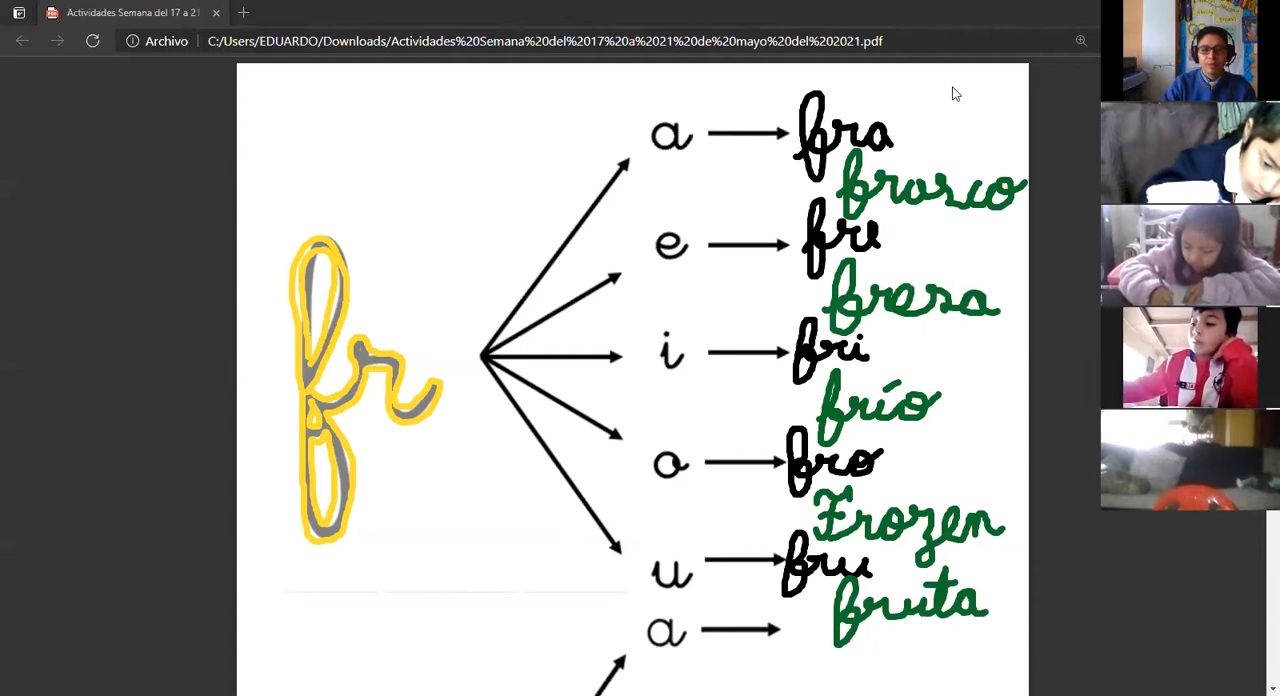 Actividades Semana del 17 a 21
Archivo C:/Users/EDUARDO/Downloads/Actividades%20Semana%20del%2017%20a%2021%20de%20mayo%20del%202021.pdf
fr
a fra
frasco
e fre
fresa
i fri
frío
o fro
Frozen
u fru
fruta
a